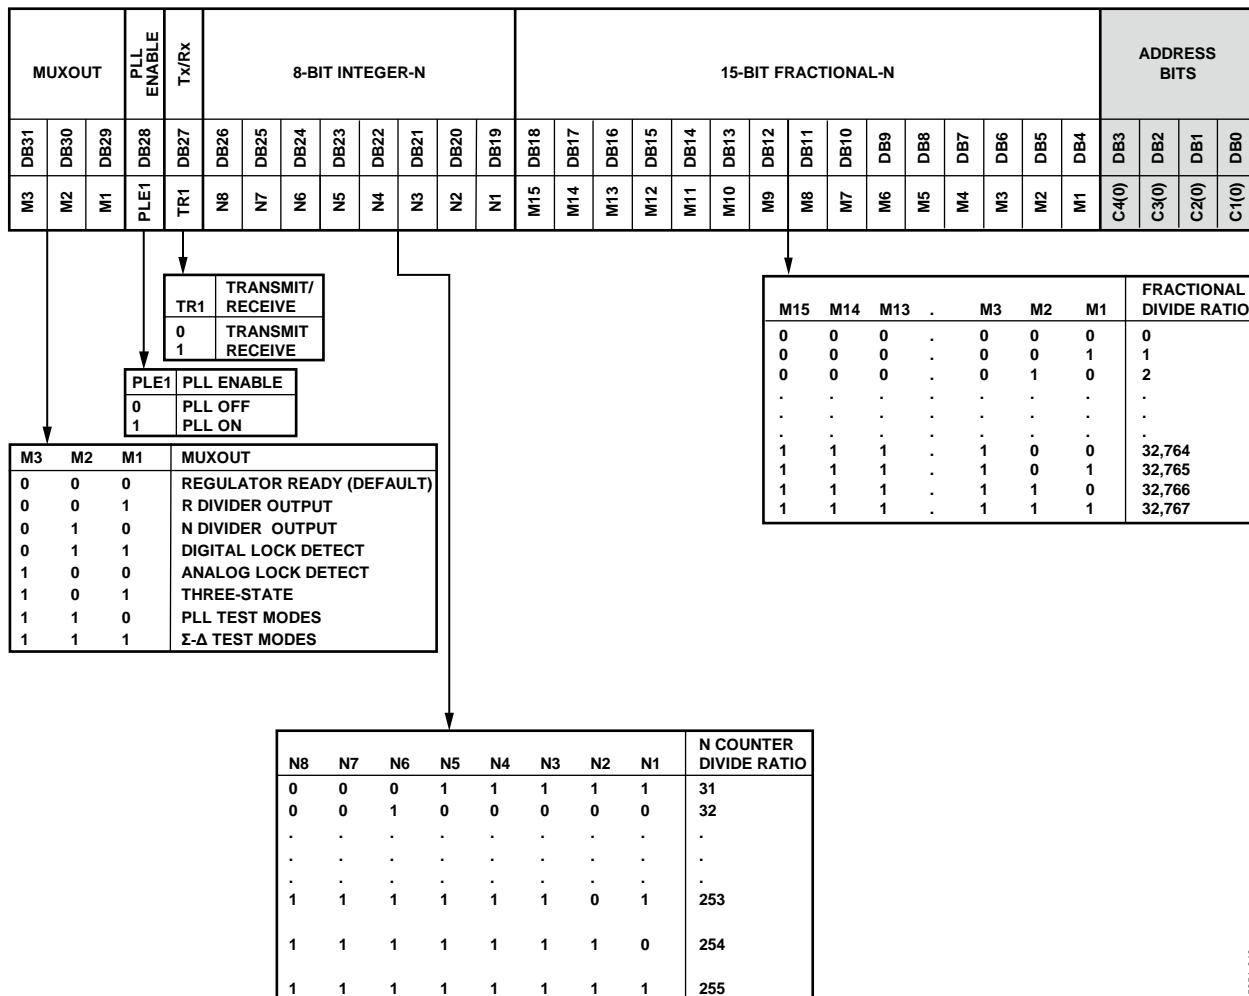 MUXOUT PLL ENABLE Tx/Rx 8-BIT INTEGER-N 15-BIT FRACTIONAL-N ADDRESS BITS
DB31 DB30 DB29 DB28 DB27 DB26 DB25 DB24 DB23 DB22 DB21 DB20 DB19 DB18 DB17 DB16 DB15 DB14 DB13 DB12 DB11 DB10 DB9 DB8 DB7 DB6 DB5 DB4 DB3 DB2 DB1 DB0
M3 M2 M1 PLE1 TR1 N8 N7 N6 N5 N4 N3 N2 N1 M15 M14 M13 M12 M11 M10 M9 M8 M7 M6 M5 M4 M3 M2 M1 C4(0) C3(0) C2(0) C1(0)
TR1 TRANSMIT/ RECEIVE
0 TRANSMIT
1 RECEIVE
PLE1 PLL ENABLE
0 PLL OFF
1 PLL ON
M3 M2 M1 MUXOUT
0 0 0 REGULATOR READY (DEFAULT)
0 0 1 R DIVIDER OUTPUT
0 1 0 N DIVIDER OUTPUT
0 1 1 DIGITAL LOCK DETECT
1 0 0 ANALOG LOCK DETECT
1 0 1 THREE-STATE
1 1 0 PLL TEST MODES
1 1 1 Σ-Δ TEST MODES
M15 M14 M13 . M3 M2 M1 FRACTIONAL DIVIDE RATIO
0 0 0 . 0 0 0 0
0 0 0 . 0 0 1 1
0 0 0 . 0 1 0 2
. . . . . . . .
. . . . . . . .
. . . . . . . .
1 1 1 . 1 0 0 32,764
1 1 1 . 1 0 1 32,765
1 1 1 . 1 1 0 32,766
1 1 1 . 1 1 1 32,767
N8 N7 N6 N5 N4 N3 N2 N1 N COUNTER DIVIDE RATIO
0 0 0 1 1 1 1 1 31
0 0 1 0 0 0 0 0 32
. . . . . . . . .
. . . . . . . . .
. . . . . . . . .
1 1 1 1 1 1 0 1 253
1 1 1 1 1 1 1 0 254
1 1 1 1 1 1 1 1 255